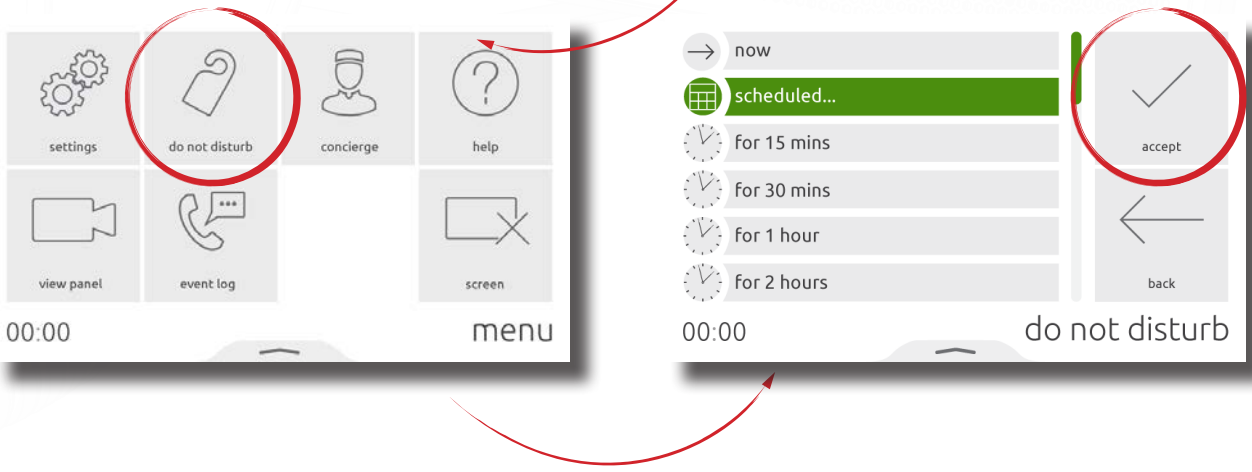 settings
do not disturb
concierge
help
view panel
event log
screen
00:00
menu
now
scheduled...
for 15 mins
for 30 mins
for 1 hour
for 2 hours
accept
back
00:00
do not disturb